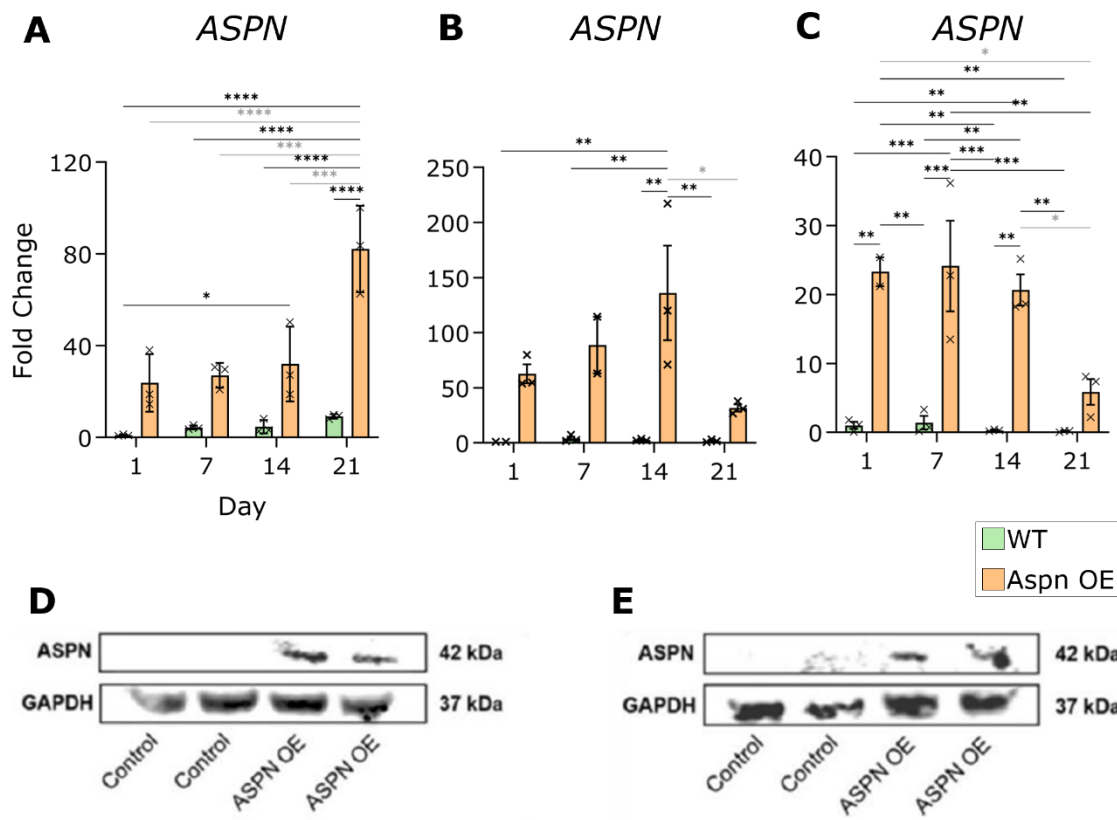 A
ASPN
B
ASPN
C
ASPN
****
****
****
***
****
***
****
*
**
**
**
*
**
*
**
**
**
**
**
***
***
***
***
**
*
**
**
**
Fold Change
120
80
40
0
250
200
150
100
50
0
40
30
20
10
0
1
7
14
21
1
7
14
21
1
7
14
21
Day
WT
Aspn OE
D
ASPN
42 kDa
GAPDH
37 kDa
Control
Control
ASPN OE
ASPN OE
E
ASPN
42 kDa
GAPDH
37 kDa
Control
Control
ASPN OE
ASPN OE